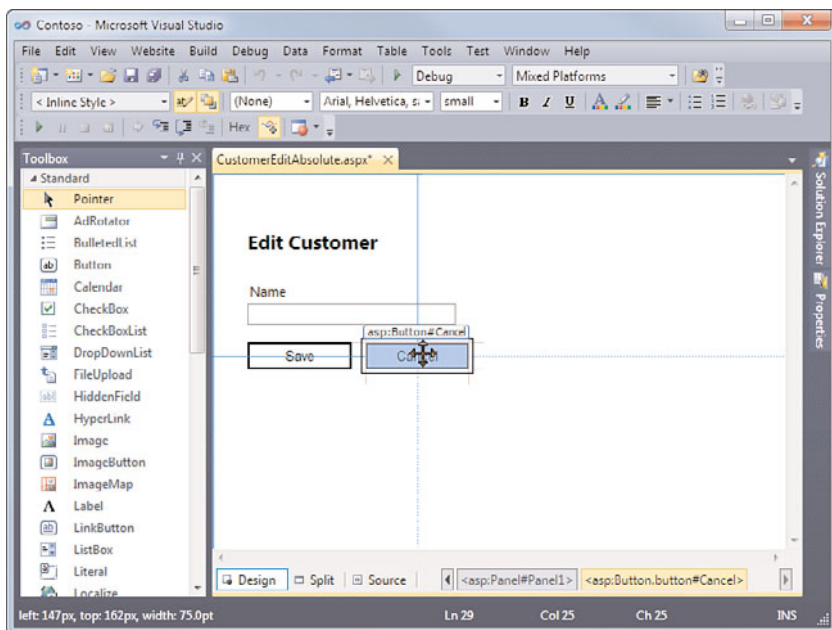 Contoso - Microsoft Visual Studio
File Edit View Website Build Debug Data Format Table Tools Test Window Help
Debug Mixed Platforms
< Inline Style > (None) Arial, Helvetica, s small B I U A
Hex
Toolbox
CustomerEditAbsolute.aspx*
Standard
Pointer
AdRotator
BulletedList
Button
Calendar
CheckBox
CheckBoxList
DropDownList
FileUpload
HiddenField
HyperLink
Image
ImageButton
ImageMap
Label
LinkButton
ListBox
Literal
Localize
Edit Customer
Name
asp:Button#Cancel
Save Cancel
Solution Explorer
Properties
Design Split Source <asp:Panel#Panel1> <asp:Button.button#Cancel>
left: 147px, top: 162px, width: 75.0pt Ln 29 Col 25 Ch 25 INS